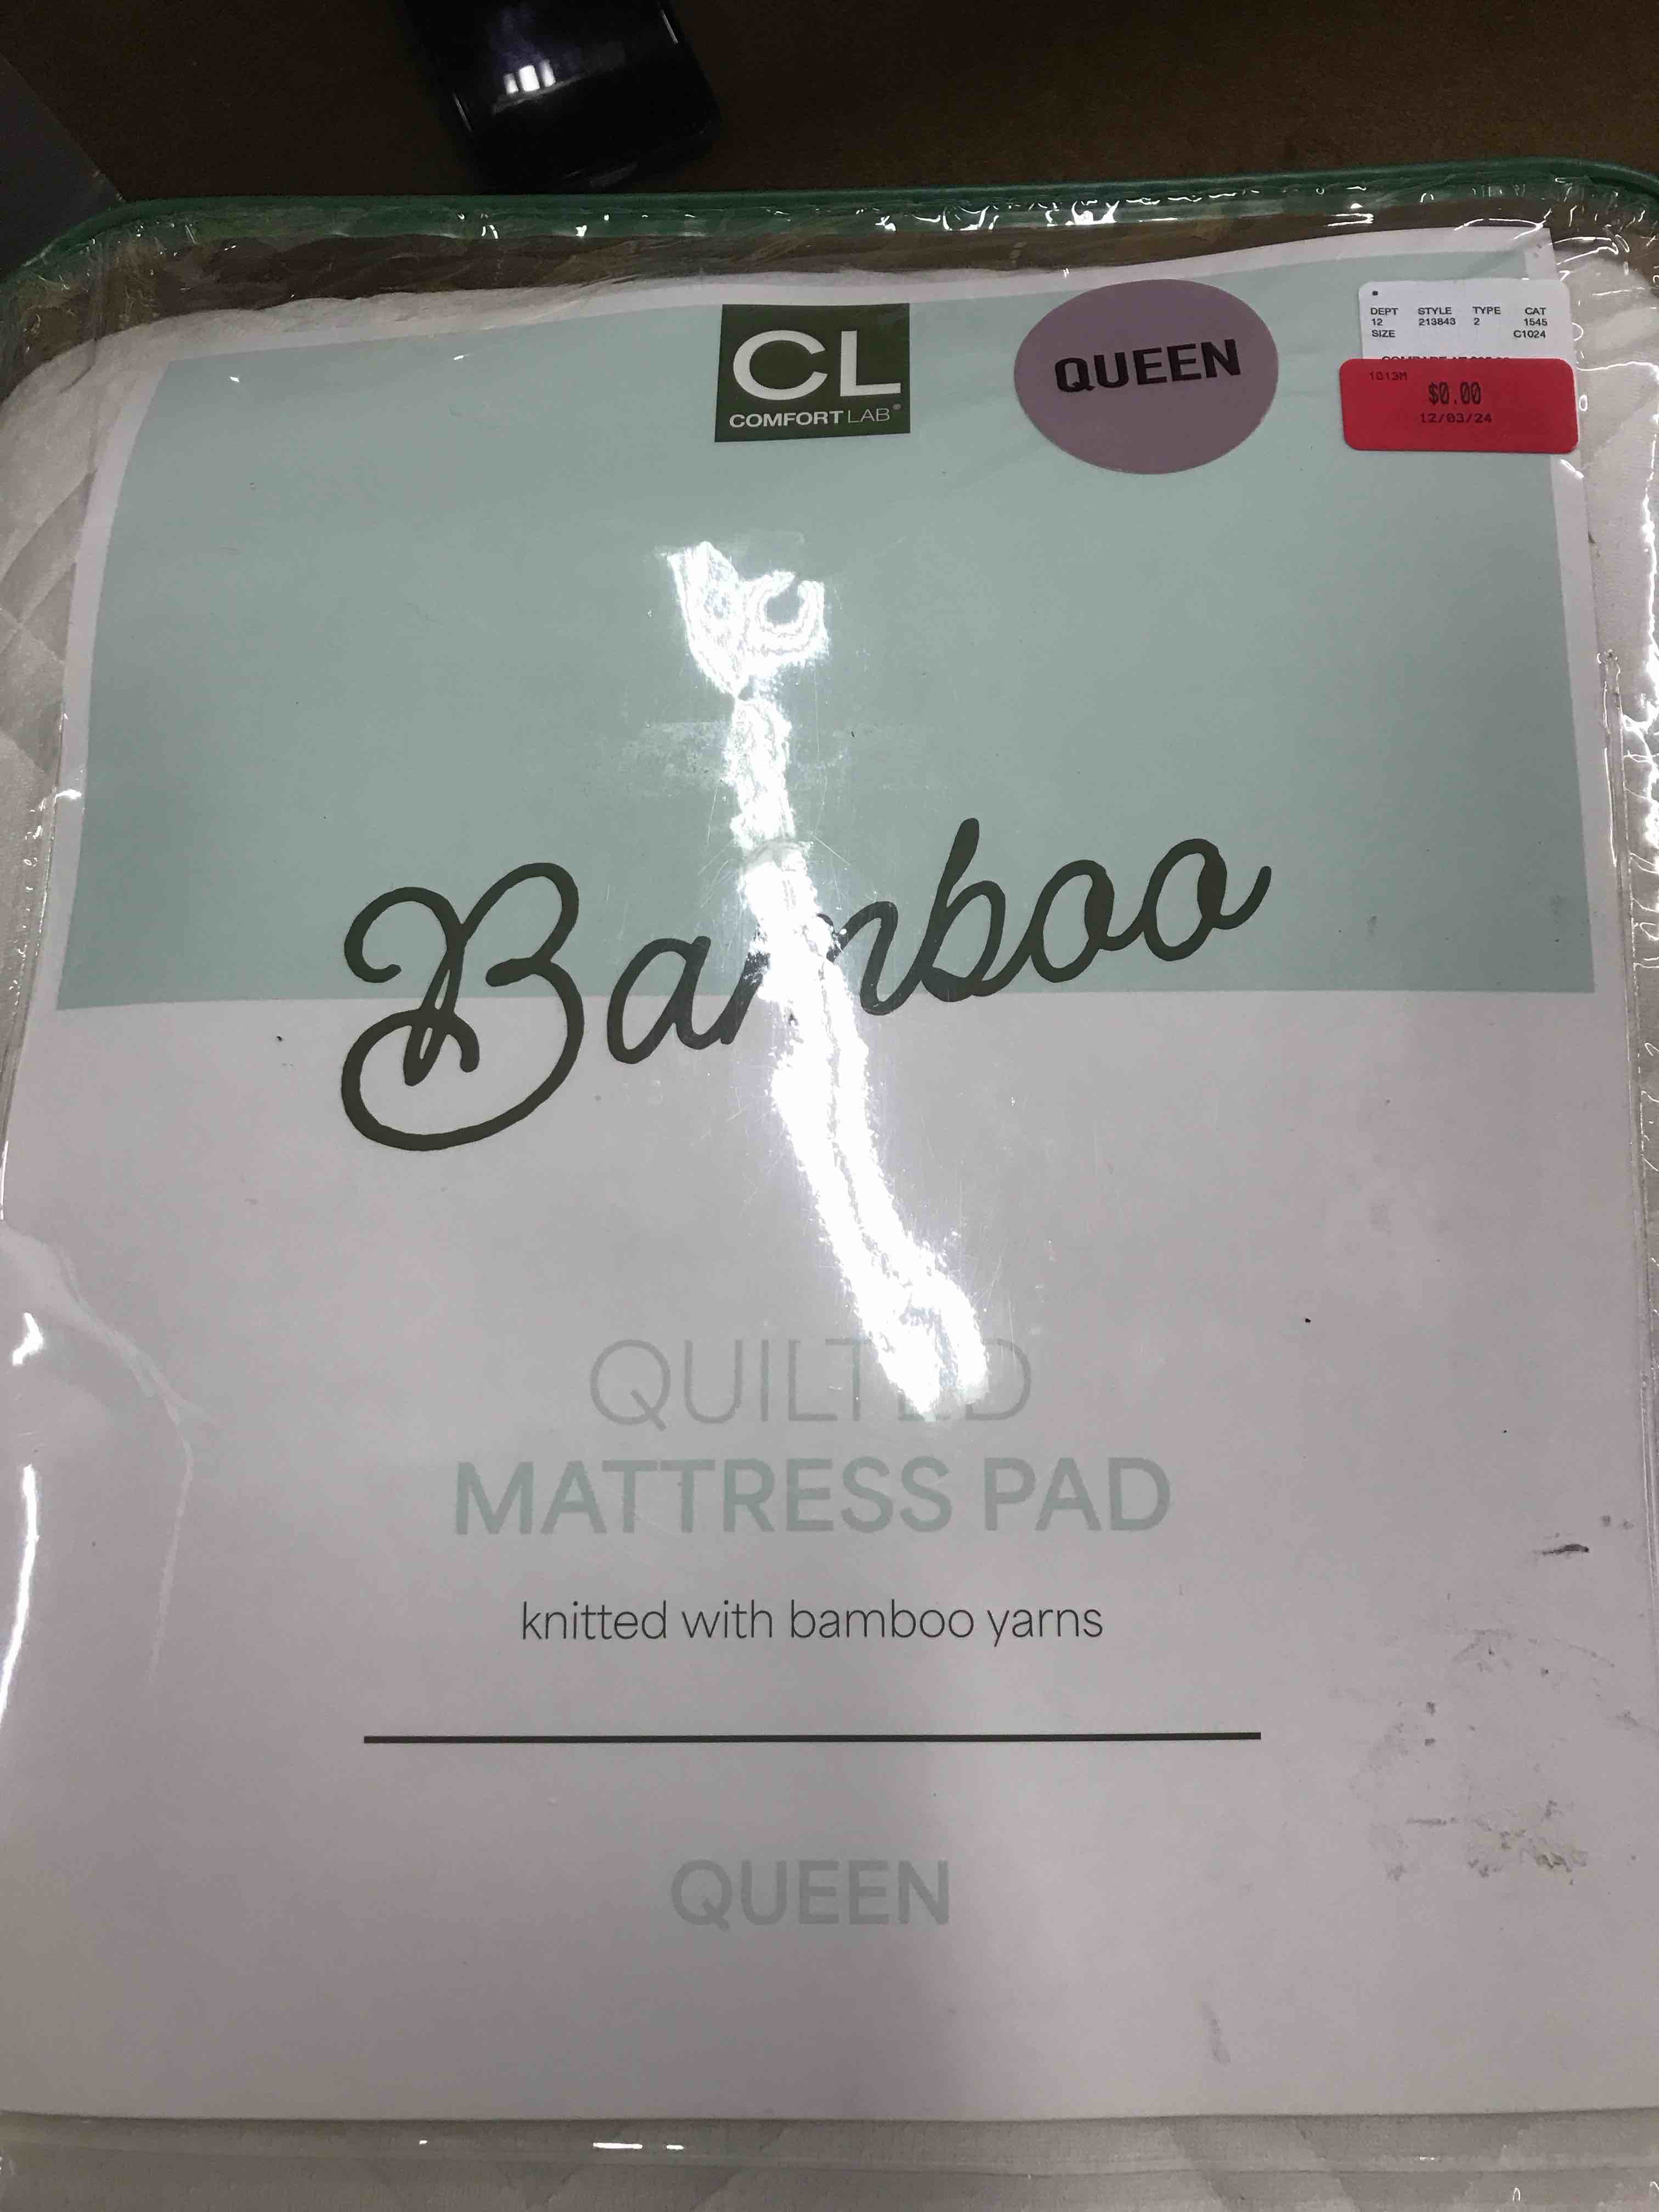 CL
COMFORT LAB®
QUEEN
DEPT STYLE TYPE CAT
12 213843 2 1545
SIZE C1024
1013M
$0.00
12/03/24
Bamboo
QUILTED
MATTRESS PAD
knitted with bamboo yarns
QUEEN